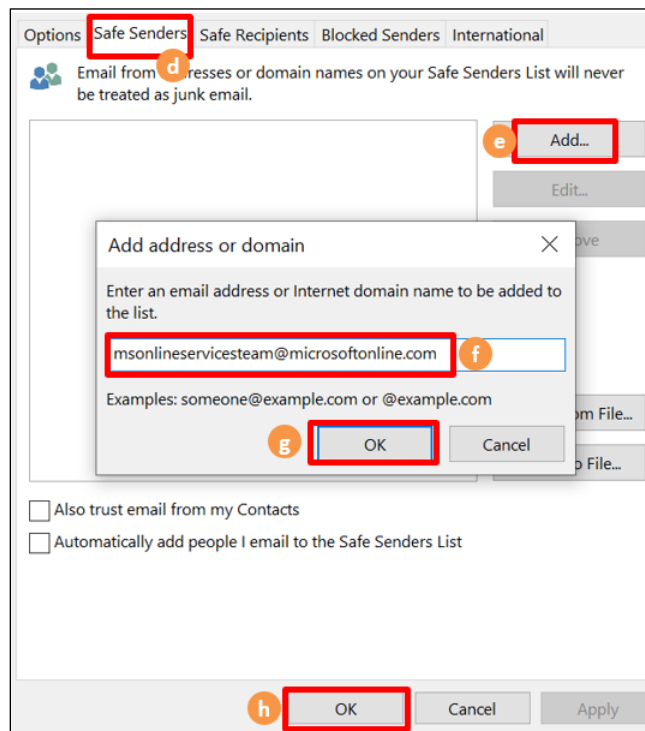 Options Safe Senders Safe Recipients Blocked Senders International
d
Email from resses or domain names on your Safe Senders List will never
be treated as junk email.
e Add...
Edit...
Add address or domain
ove
Enter an email address or Internet domain name to be added to
the list.
msonlineservicesteam@microsoftonline.com f
Examples: someone@example.com or @example.com
om File...
g OK Cancel
o File...
Also trust email from my Contacts
Automatically add people I email to the Safe Senders List
h OK Cancel Apply